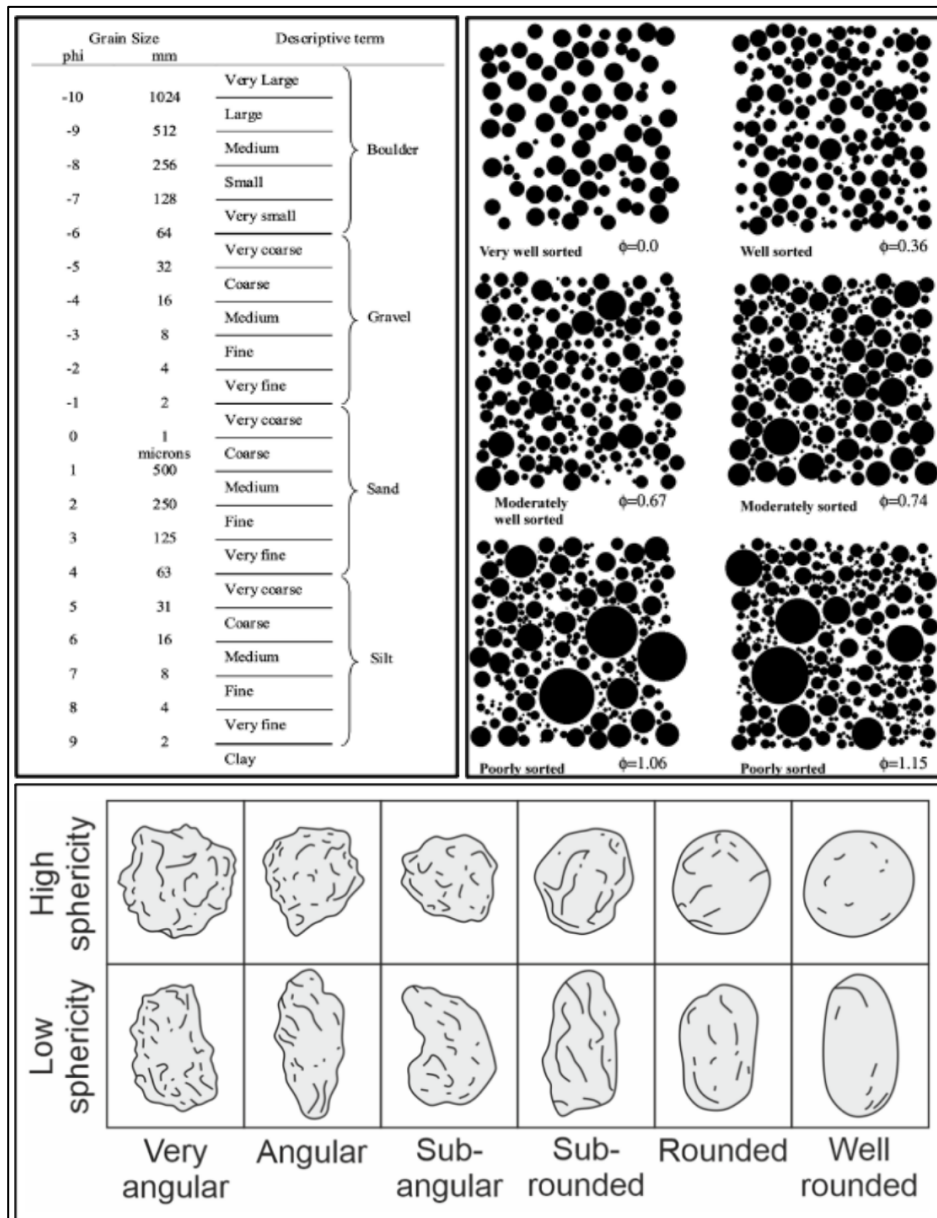 Grain Size Descriptive term
phi mm
Very Large
-10 1024
Large
-9 512
Medium
-8 256
Boulder
Small
-7 128
Very small
-6 64
Very coarse
-5 32
Coarse
-4 16
Medium
Gravel
-3 8
Fine
-2 4
Very fine
-1 2
Very coarse
0 1
microns
Coarse
1 500
Medium
Sand
2 250
Fine
3 125
Very fine
4 63
Very coarse
5 31
Coarse
6 16
Medium
Silt
7 8
Fine
8 4
Very fine
9 2
Clay
Very well sorted ϕ=0.0
Well sorted ϕ=0.36
Moderately
well sorted ϕ=0.67
Moderately sorted ϕ=0.74
Poorly sorted ϕ=1.06
Poorly sorted ϕ=1.15
High
sphericity
Low
sphericity
Very
angular
Angular
Sub-
angular
Sub-
rounded
Rounded
Well
rounded